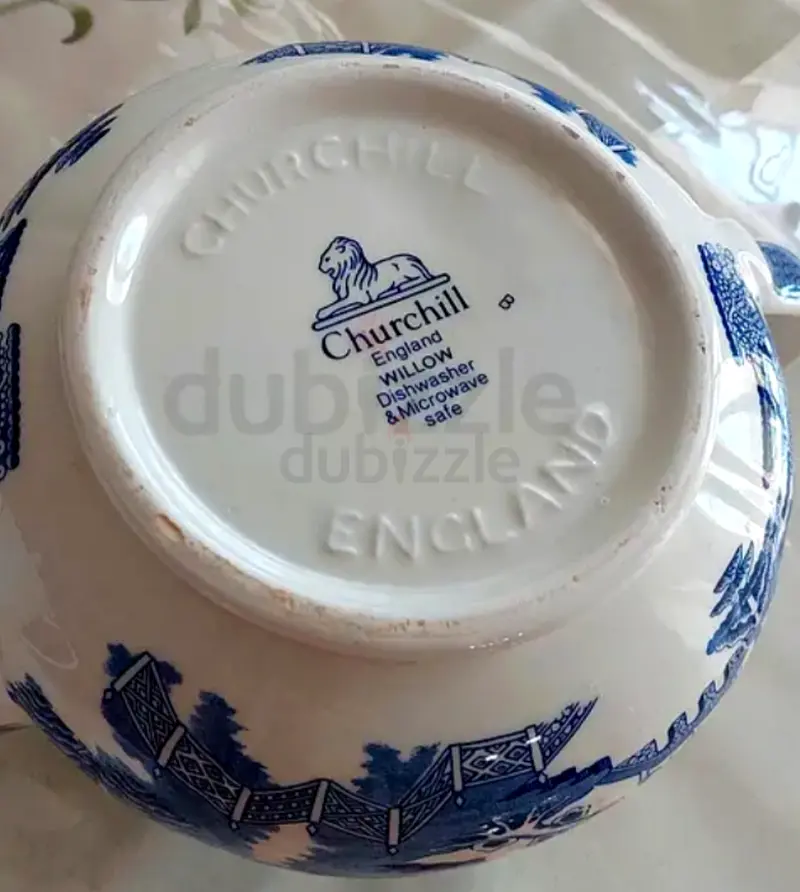 CHURCHILL
Churchill
B
England
WILLOW
Dishwasher
&Microwave
safe
dubizzle
dubizzle
ENGLAND